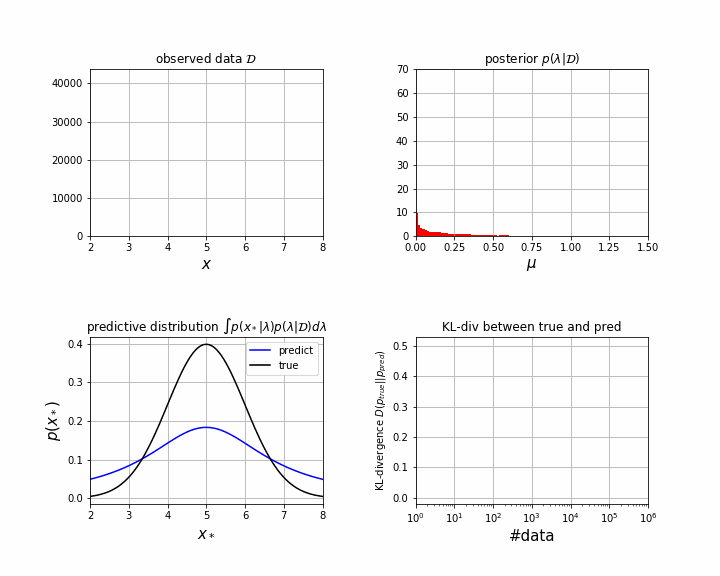 observed data 𝒟
40000
30000
20000
10000
0
2 3 4 5 6 7 8
x
posterior p(λ|𝒟)
70
60
50
40
30
20
10
0
0.00 0.25 0.50 0.75 1.00 1.25 1.50
μ
predictive distribution ∫p(x*|λ)p(λ|𝒟)dλ
p(x*)
0.4
0.3
0.2
0.1
0.0
predict
true
2 3 4 5 6 7 8
x*
KL-div between true and pred
KL-divergence D(p_true||p_pred)
0.5
0.4
0.3
0.2
0.1
0.0
10⁰ 10¹ 10² 10³ 10⁴ 10⁵ 10⁶
#data